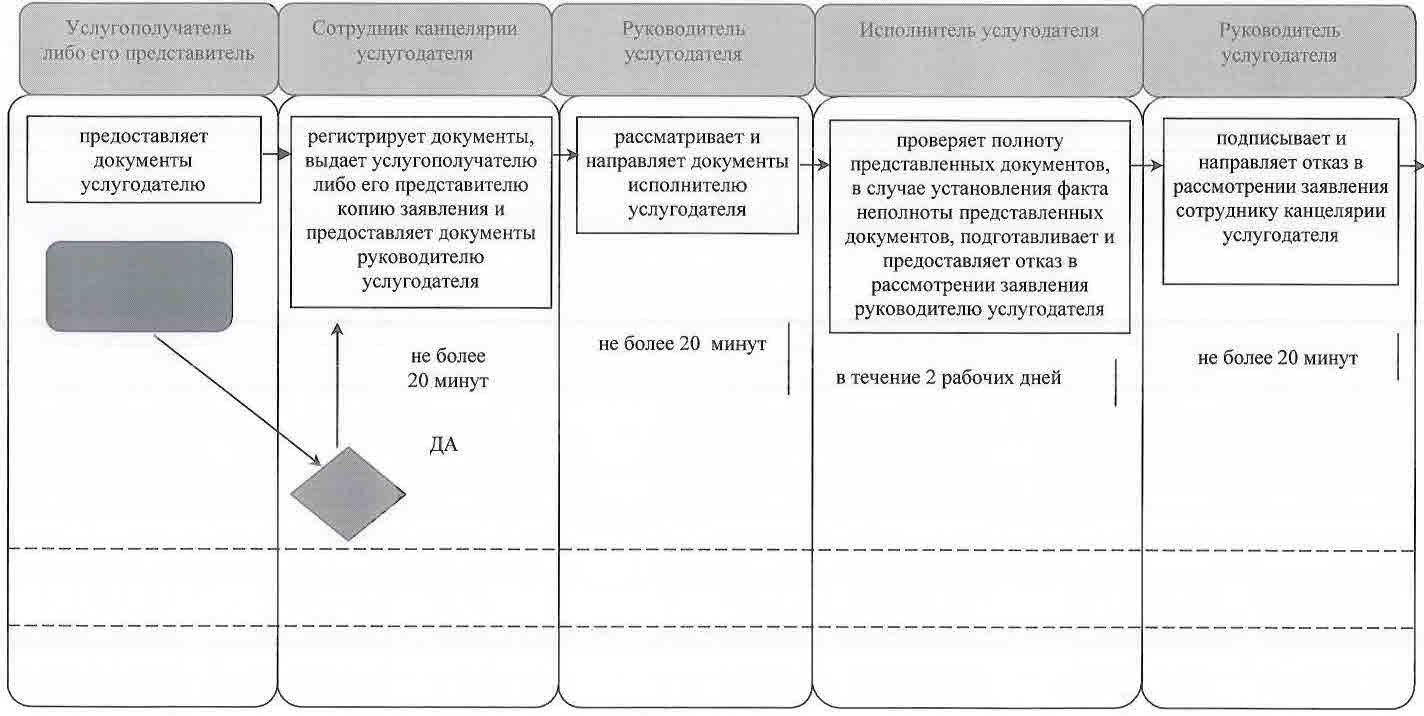 Услугополучатель
либо его представитель
Сотрудник канцелярии
услугодателя
Руководитель
услугодателя
Исполнитель услугодателя
Руководитель
услугодателя
предоставляет
документы
услугодателю
регистрирует документы,
выдает услугополучателю
либо его представителю
копию заявления и
предоставляет документы
руководителю
услугодателя
рассматривает и
направляет документы
исполнителю
услугодателя
проверяет полноту
представленных документов,
в случае установления факта
неполноты представленных
документов, подготавливает и
предоставляет отказ в
рассмотрении заявления
руководителю услугодателя
подписывает и
направляет отказ в
рассмотрении заявления
сотруднику канцелярии
услугодателя
не более
20 минут
ДА
не более 20 минут
в течение 2 рабочих дней
не более 20 минут